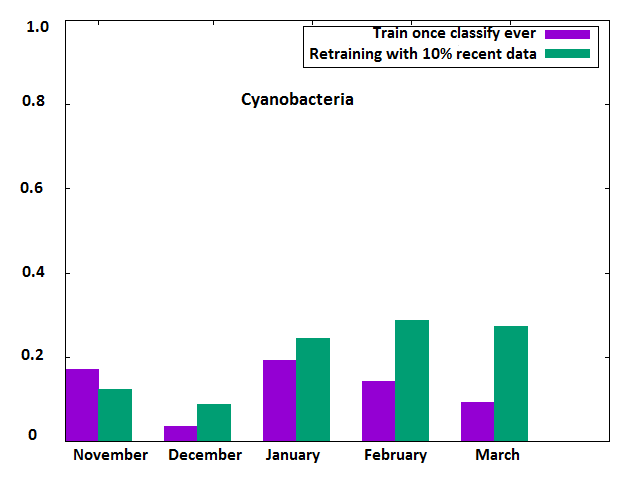 1.0
Train once classify ever
Retraining with 10% recent data
0.8
Cyanobacteria
0.6
0.4
0.2
0
November December January February March